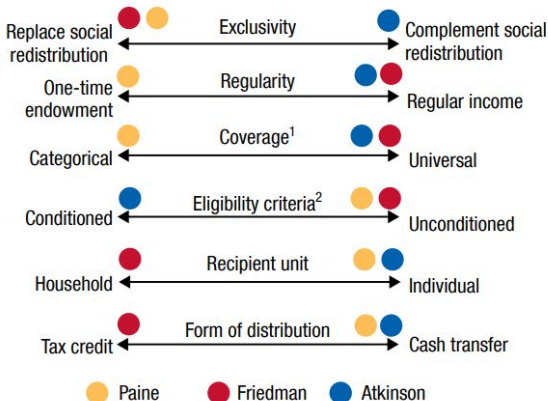 Replace social
redistribution
Exclusivity
Complement social
redistribution
One-time
endowment
Regularity
Regular income
Categorical
Coverage1
Universal
Conditioned
Eligibility criteria2
Unconditioned
Household
Recipient unit
Individual
Tax credit
Form of distribution
Cash transfer
Paine
Friedman
Atkinson